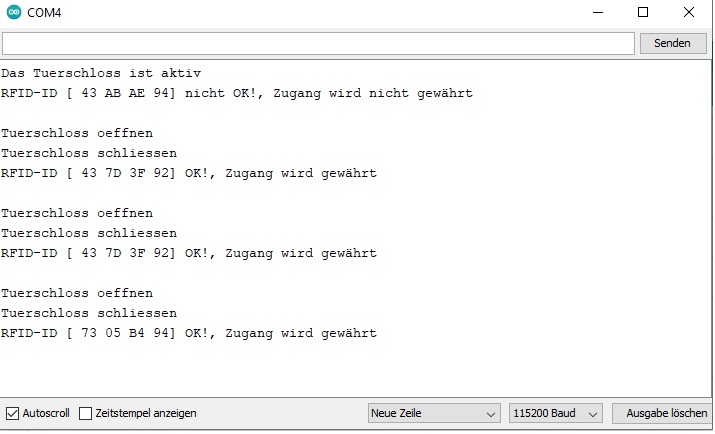 COM4
Senden
Das Tuerschloss ist aktiv
RFID-ID [ 43 AB AE 94] nicht OK!, Zugang wird nicht gewährt
Tuerschloss oeffnen
Tuerschloss schliessen
RFID-ID [ 43 7D 3F 92] OK!, Zugang wird gewährt
Tuerschloss oeffnen
Tuerschloss schliessen
RFID-ID [ 43 7D 3F 92] OK!, Zugang wird gewährt
Tuerschloss oeffnen
Tuerschloss schliessen
RFID-ID [ 73 05 B4 94] OK!, Zugang wird gewährt
Autoscroll Zeitstempel anzeigen Neue Zeile 115200 Baud Ausgabe löschen